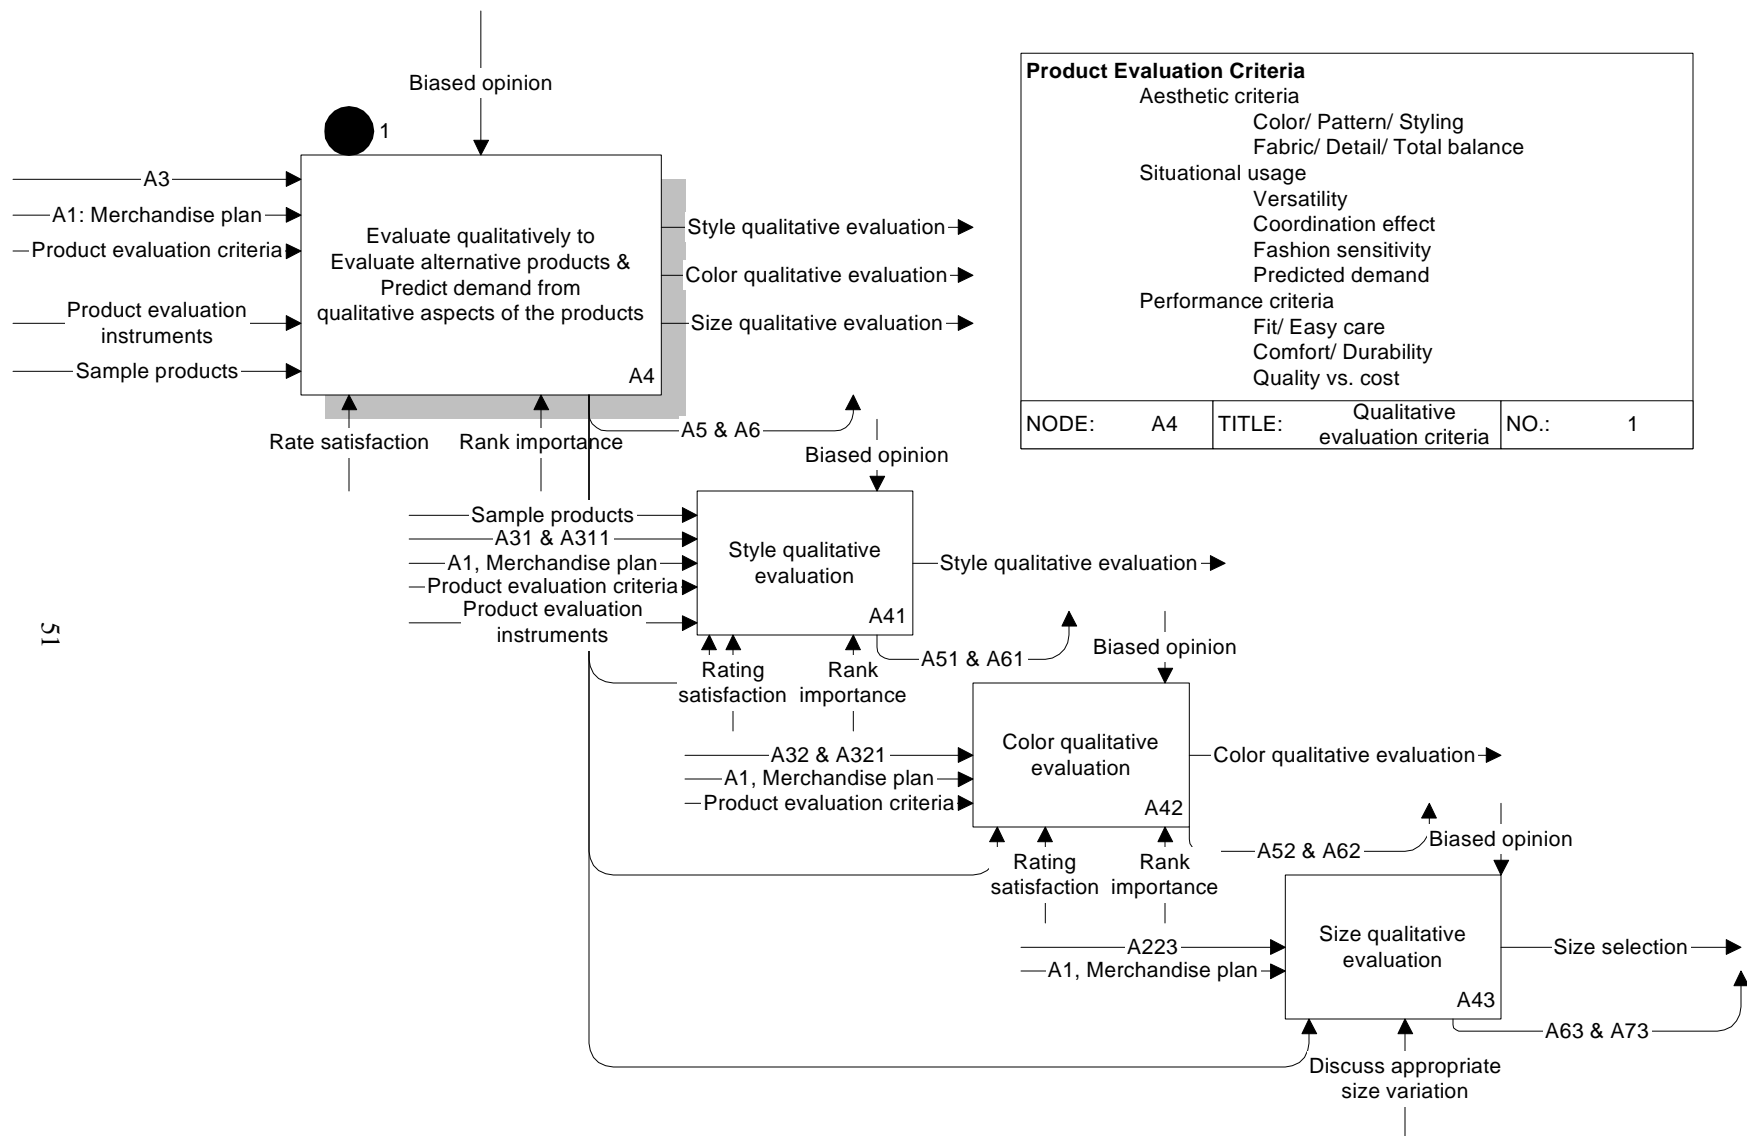 Biased opinion
1
A3
A1: Merchandise plan
Product evaluation criteria
Product evaluation
instruments
Sample products
Evaluate qualitatively to
Evaluate alternative products &
Predict demand from
qualitative aspects of the products
A4
Style qualitative evaluation
Color qualitative evaluation
Size qualitative evaluation
Rate satisfaction
Rank importance
A5 & A6
Product Evaluation Criteria
Aesthetic criteria
Color/ Pattern/ Styling
Fabric/ Detail/ Total balance
Situational usage
Versatility
Coordination effect
Fashion sensitivity
Predicted demand
Performance criteria
Fit/ Easy care
Comfort/ Durability
Quality vs. cost
NODE: A4
TITLE: Qualitative
evaluation criteria
NO.: 1
Biased opinion
Sample products
A31 & A311
A1, Merchandise plan
Product evaluation criteria
Product evaluation
instruments
Style qualitative
evaluation
A41
Style qualitative evaluation
A51 & A61
Rating
satisfaction
Rank
importance
Biased opinion
A32 & A321
A1, Merchandise plan
Product evaluation criteria
Color qualitative
evaluation
A42
Color qualitative evaluation
A52 & A62
Rating
satisfaction
Rank
importance
Biased opinion
A223
A1, Merchandise plan
Size qualitative
evaluation
A43
Size selection
A63 & A73
Discuss appropriate
size variation
51